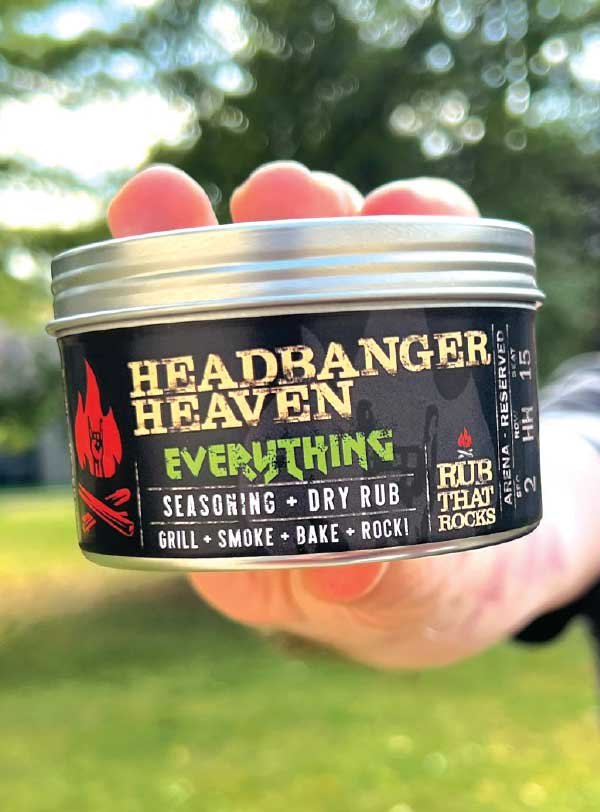 HEADBANGER
HEAVEN
EVERYTHING
SEASONING + DRY RUB
GRILL + SMOKE + BAKE + ROCK!
RUB
THAT
ROCKS
ARENA - RESERVED
SEC ROW SEAT
2 HH 15